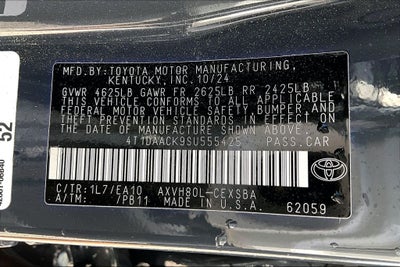 MFD.BY:TOYOTA MOTOR MANUFACTURING,
KENTUCKY, INC. 10/24
GVWR 4625LB GAWR FR 2625LB RR 2425LB
THIS VEHICLE CONFORMS TO ALL APPLICABLE
FEDERAL MOTOR VEHICLE SAFETY, BUMPER, AND
THEFT PREVENTION STANDARDS IN EFFECT ON
THE DATE OF MANUFACTURE SHOWN ABOVE.
4T1DAACK9SU555425 PASS.CAR
C/TR:1L7/EA10 AXVH80L-CEXSBA
A/TM: /PB11 MADE IN U.S.A. 62059
TOYOTA
52